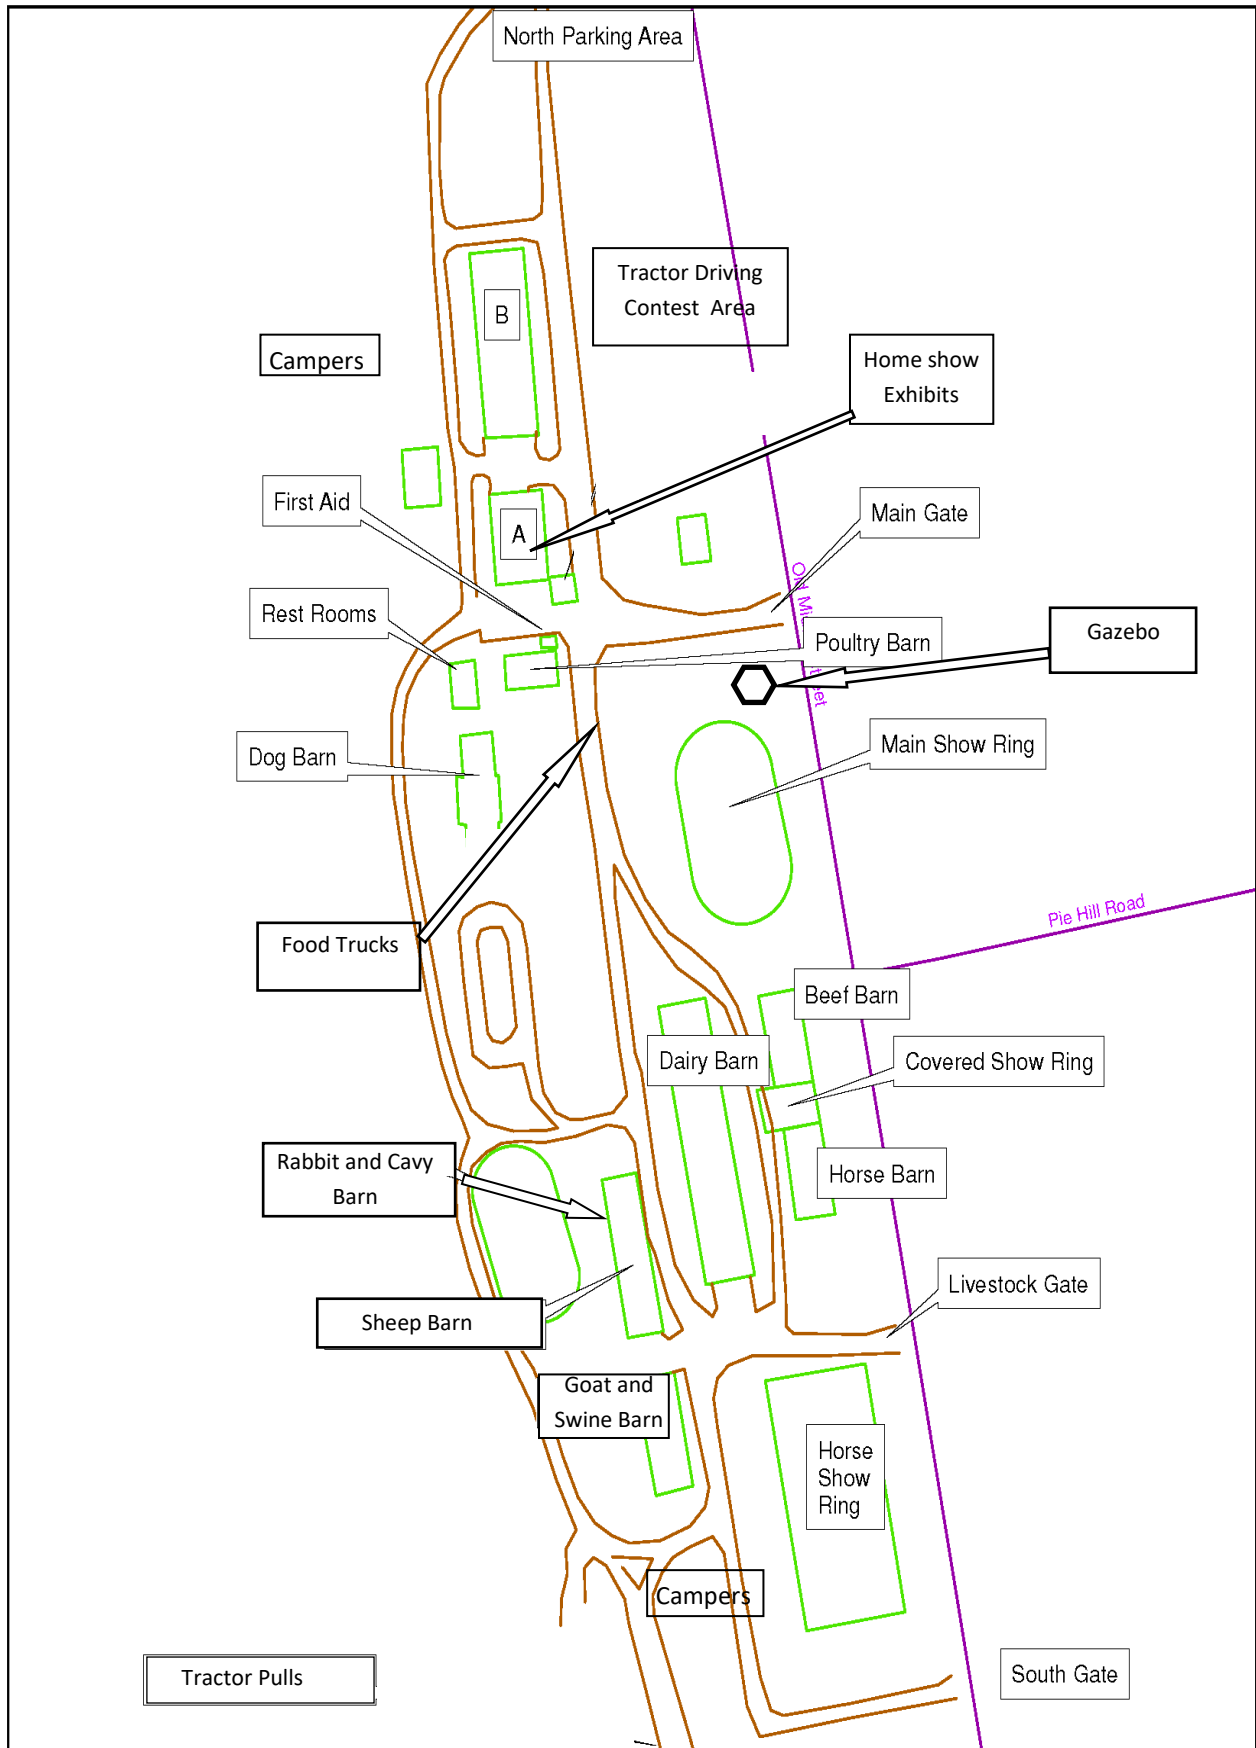 North Parking Area
Tractor Driving
Contest Area
B
Campers
Home show
Exhibits
First Aid
A
Main Gate
Rest Rooms
Poultry Barn
Gazebo
Dog Barn
Main Show Ring
Food Trucks
Pie Hill Road
Beef Barn
Dairy Barn
Covered Show Ring
Rabbit and Cavy
Barn
Horse Barn
Livestock Gate
Sheep Barn
Goat and
Swine Barn
Horse
Show
Ring
Campers
Tractor Pulls
South Gate